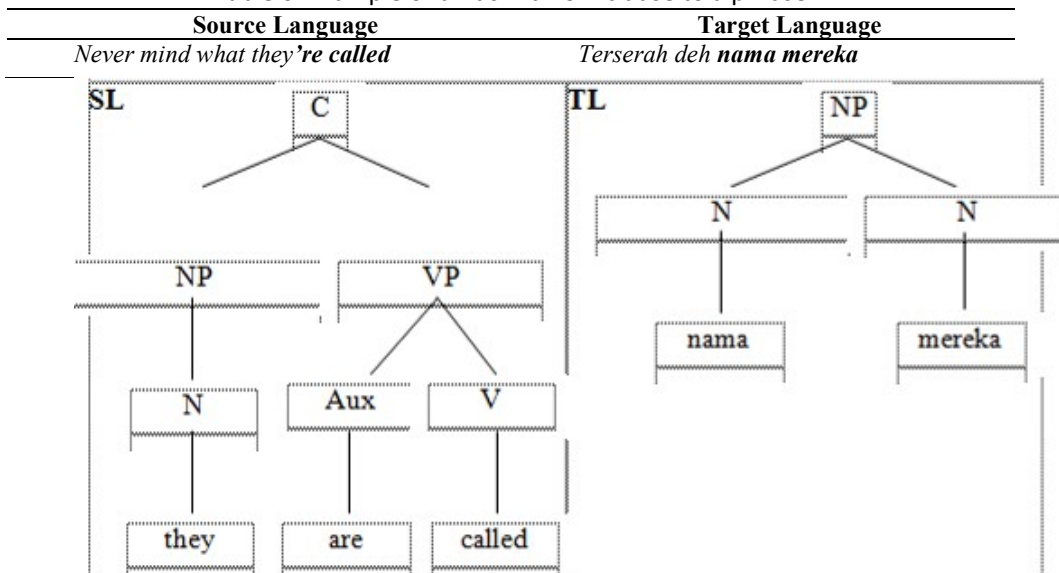 Source Language Target Language
Never mind what they're called Terserah deh nama mereka
SL C TL NP
N N
NP VP
nama mereka
N Aux V
they are called